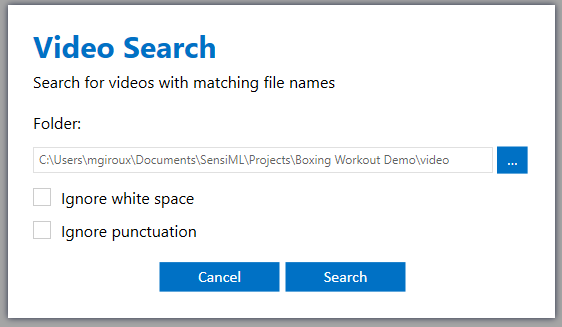 Video Search
Search for videos with matching file names
Folder:
C:\Users\mgiroux\Documents\SensiML\Projects\Boxing Workout Demo\video
...
Ignore white space
Ignore punctuation
Cancel
Search